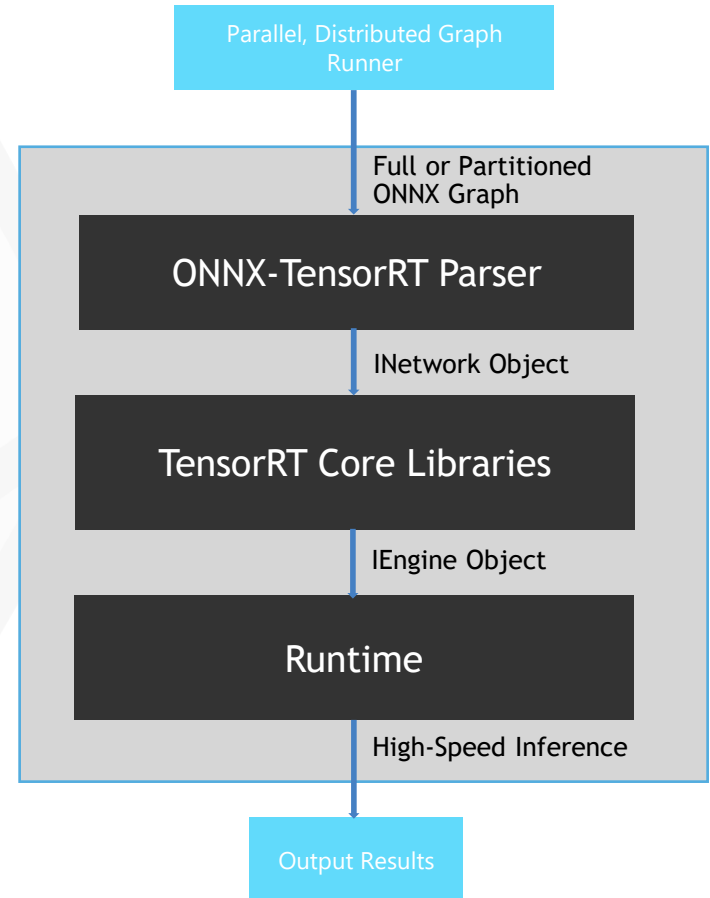 Parallel, Distributed Graph
Runner
Full or Partitioned
ONNX Graph
ONNX-TensorRT Parser
INetwork Object
TensorRT Core Libraries
IEngine Object
Runtime
High-Speed Inference
Output Results